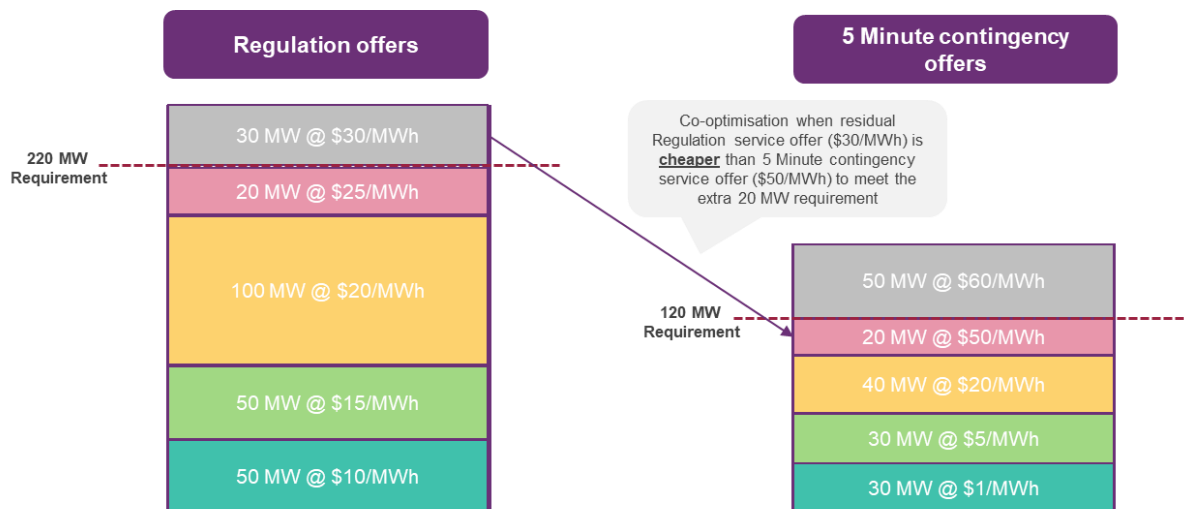 Regulation offers
5 Minute contingency
offers
30 MW @ $30/MWh
220 MW
Requirement
20 MW @ $25/MWh
100 MW @ $20/MWh
50 MW @ $15/MWh
50 MW @ $10/MWh
Co-optimisation when residual
Regulation service offer ($30/MWh) is
cheaper than 5 Minute contingency
service offer ($50/MWh) to meet the
extra 20 MW requirement
50 MW @ $60/MWh
120 MW
Requirement
20 MW @ $50/MWh
40 MW @ $20/MWh
30 MW @ $5/MWh
30 MW @ $1/MWh